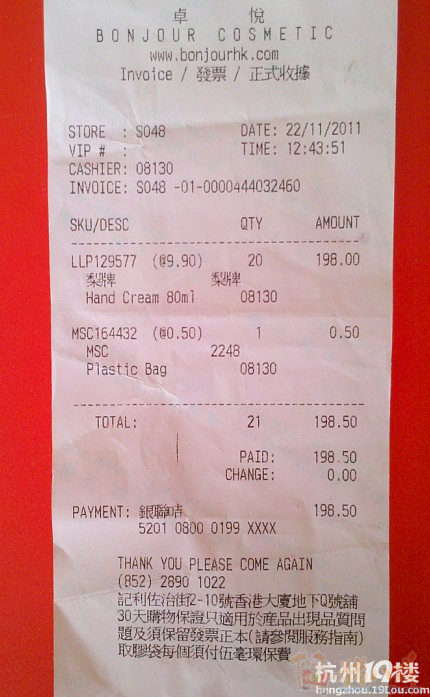 卓 悅
BONJOUR COSMETIC
www.bonjourhk.com
Invoice / 發票 / 正式收據
STORE : S048 DATE: 22/11/2011
VIP # : TIME: 12:43:51
CASHIER: 08130
INVOICE: S048 -01-0000444032460
SKU/DESC QTY AMOUNT
LLP129577 (@9.90) 20 198.00
梨牌 梨牌
Hand Cream 80ml 08130
MSC164432 (@0.50) 1 0.50
MSC 2248
Plastic Bag 08130
TOTAL: 21 198.50
PAID: 198.50
CHANGE: 0.00
PAYMENT: 銀聯咭 198.50
5201 0800 0199 XXXX
THANK YOU PLEASE COME AGAIN
(852) 2890 1022
記利佐治街2-10號香港大廈地下Q號舖
30天購物保證只適用於產品出現品質問
題及須保留發票正本(請參閱服務指南)
取膠袋每個須付伍毫環保費
杭州19楼
hangzhou.19lou.com